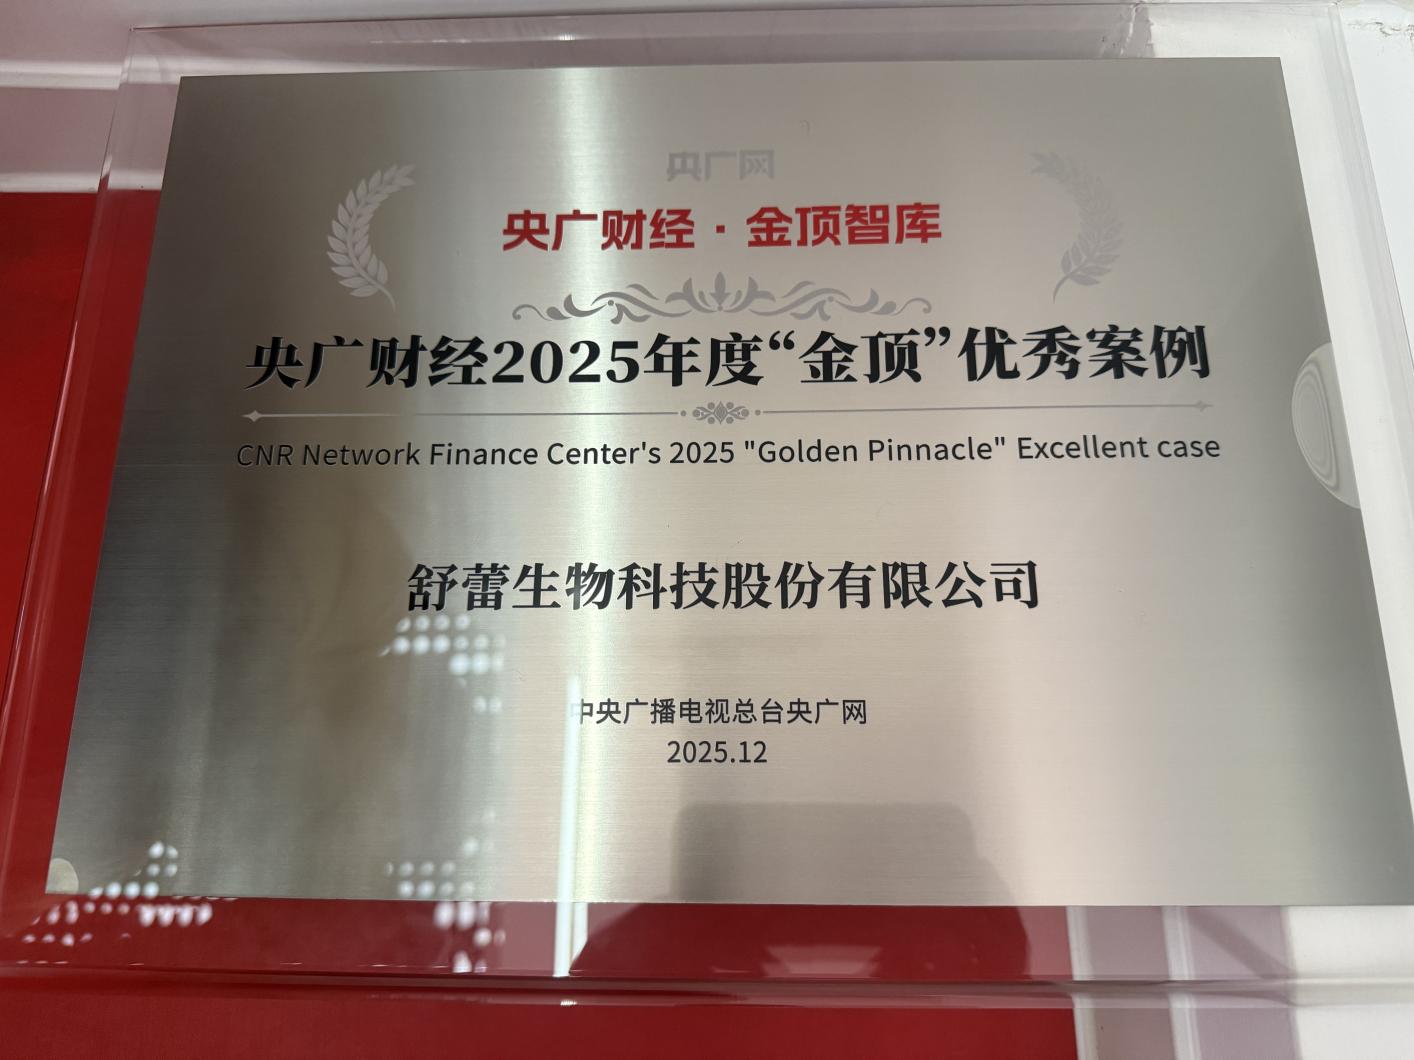 央广网
央广财经·金顶智库
央广财经2025年度“金顶”优秀案例
CNR Network Finance Center's 2025 "Golden Pinnacle" Excellent case
舒蕾生物科技股份有限公司
中央广播电视总台央广网
2025.12